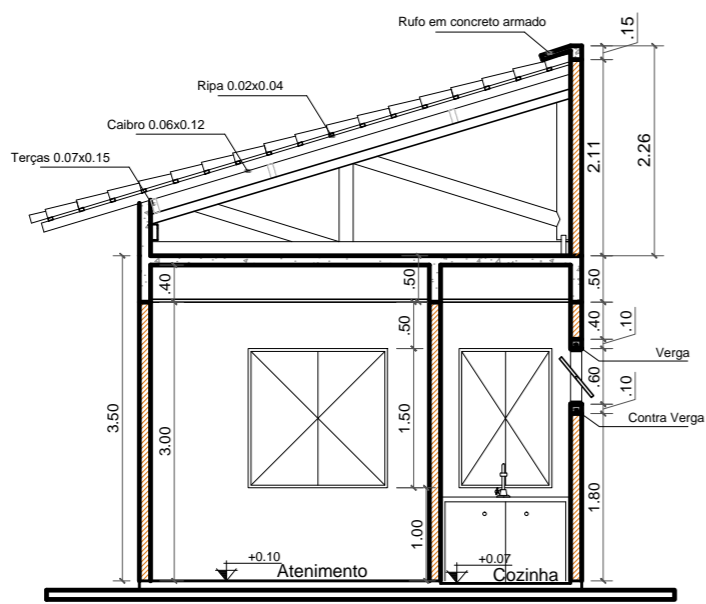 Rufo em concreto armado
.15
Ripa 0.02x0.04
Caibro 0.06x0.12
Terças 0.07x0.15
2.11
2.26
.40
.50
.50
.50
.40
.10
Verga
.60
.10
Contra Verga
3.50
3.00
1.50
1.80
1.00
+0.10
Atenimento
+0.07
Cozinha